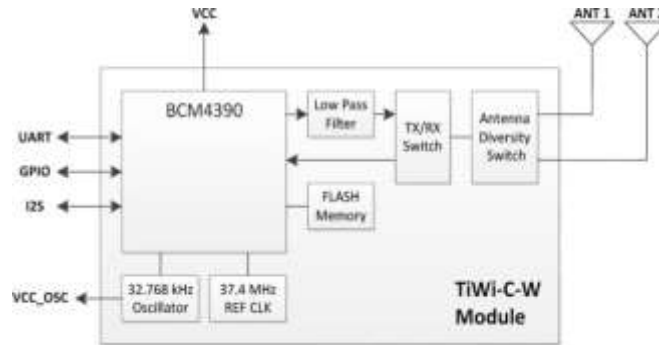 VCC
ANT 1
ANT
BCM4390
Low Pass
Filter
TX/RX
Switch
Antenna
Diversity
Switch
UART
GPIO
I2S
FLASH
Memory
VCC_OSC
32.768 kHz
Oscillator
37.4 MHz
REF CLK
TiWi-C-W
Module